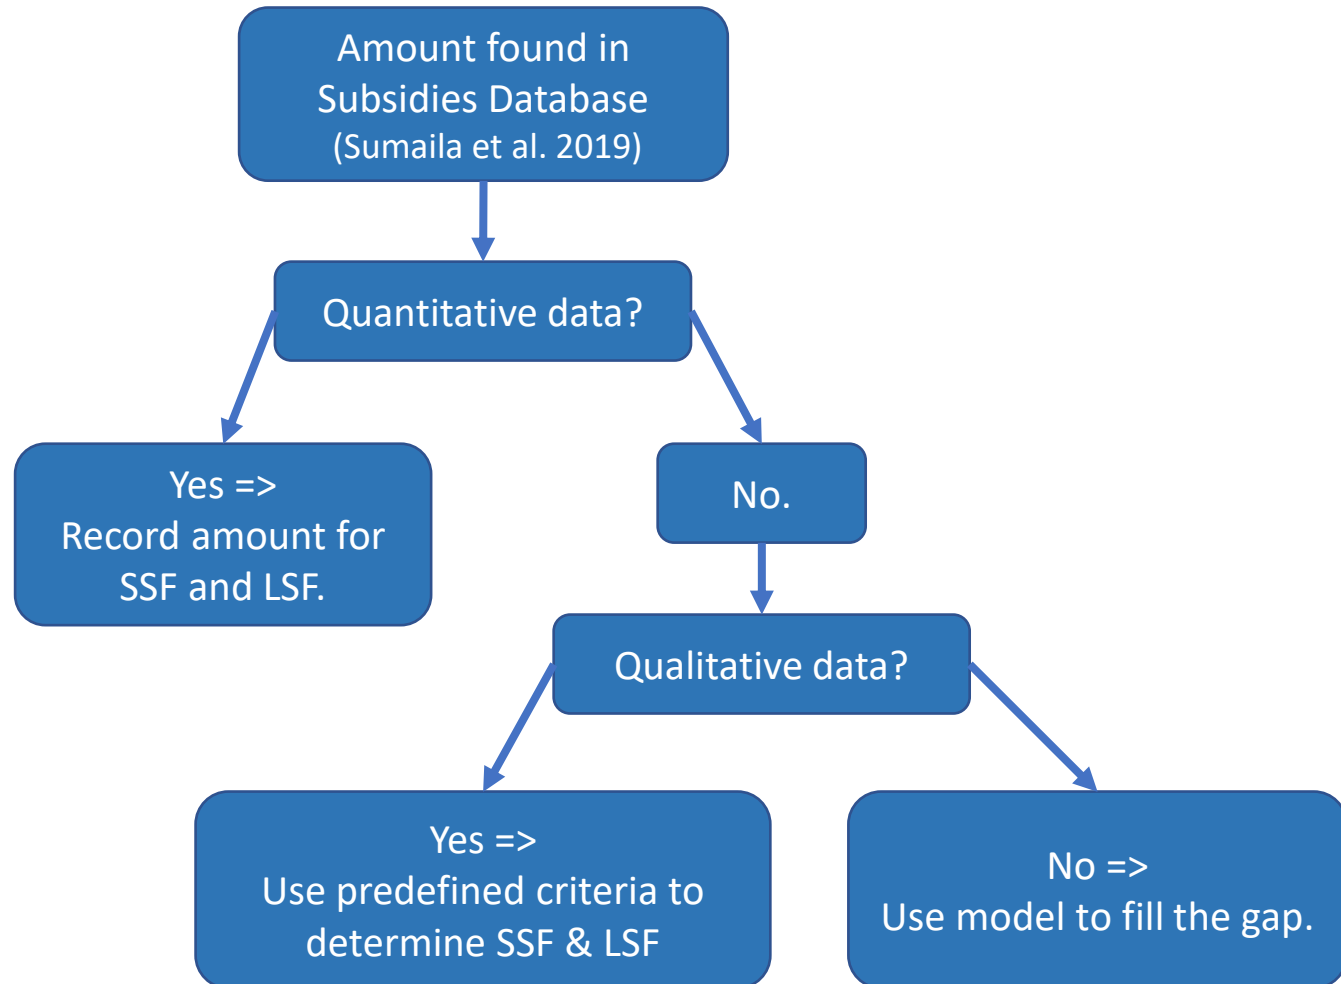 Amount found in
Subsidies Database
(Sumaila et al. 2019)
Quantitative data?
Yes =>
Record amount for
SSF and LSF.
No.
Qualitative data?
Yes =>
Use predefined criteria to
determine SSF & LSF
No =>
Use model to fill the gap.